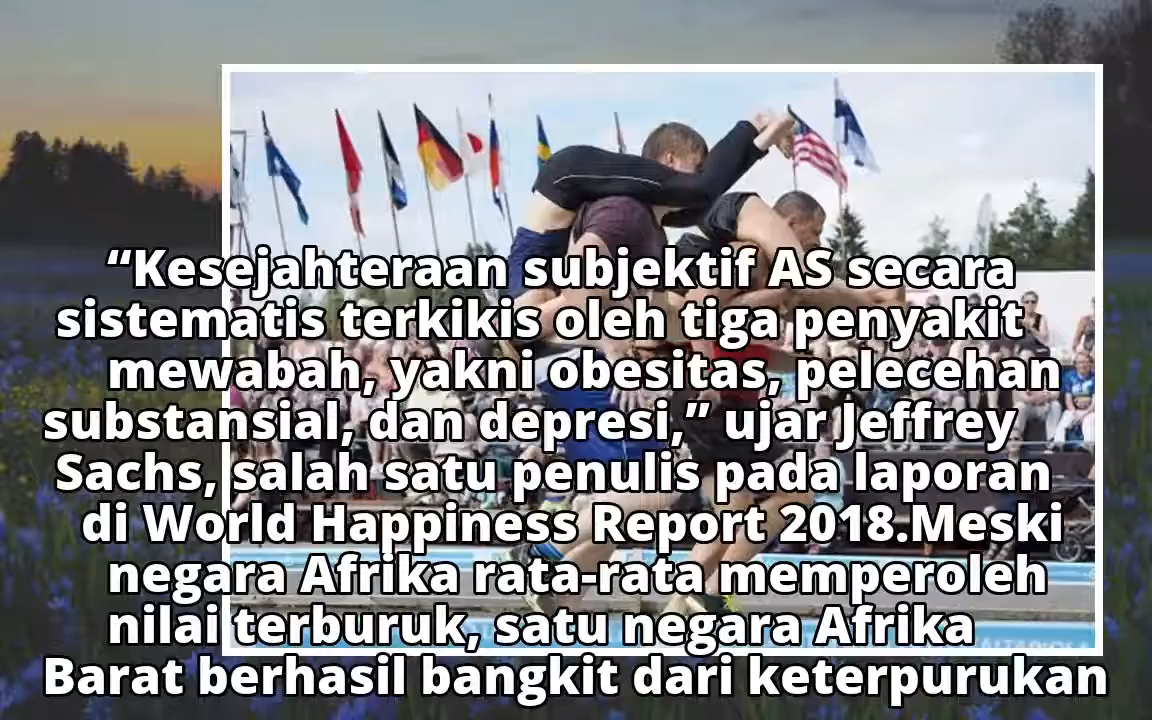 “Kesejahteraan subjektif AS secara
sistematis terkikis oleh tiga penyakit
mewabah, yakni obesitas, pelecehan
substansial, dan depresi,” ujar Jeffrey
Sachs, salah satu penulis pada laporan
di World Happiness Report 2018.Meski
negara Afrika rata-rata memperoleh
nilai terburuk, satu negara Afrika
Barat berhasil bangkit dari keterpurukan